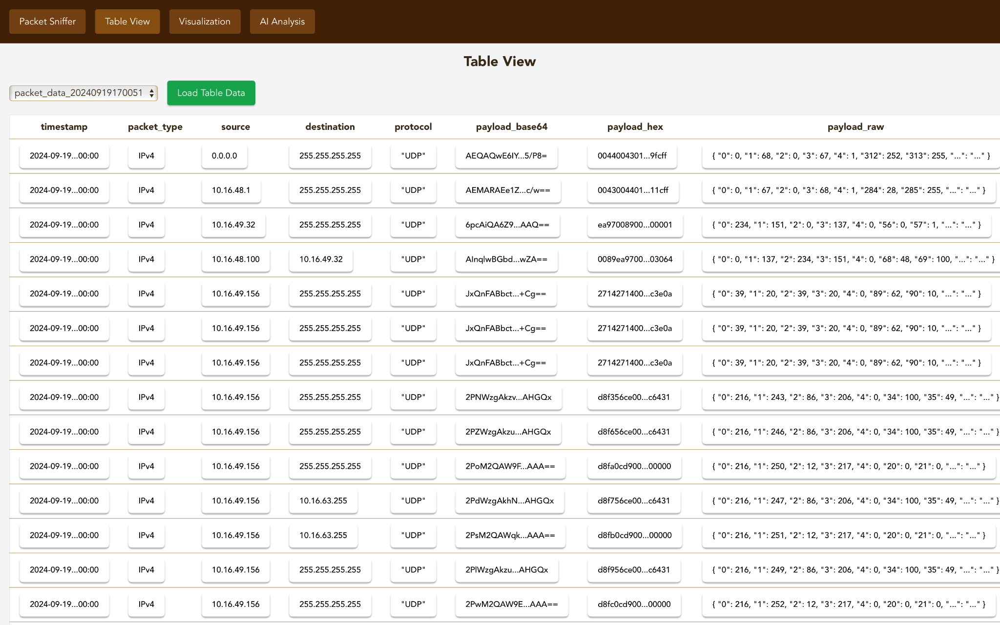 Packet Sniffer Table View Visualization AI Analysis
Table View
packet_data_20240919170051 Load Table Data
timestamp packet_type source destination protocol payload_base64 payload_hex payload_raw
2024-09-19...00:00 IPv4 0.0.0.0 255.255.255.255 "UDP" AEQAQwE6IY...5/P8= 0044004301...9fcff { "0": 0, "1": 68, "2": 0, "3": 67, "4": 1, "312": 252, "313": 255, "...": "..." }
2024-09-19...00:00 IPv4 10.16.48.1 255.255.255.255 "UDP" AEMARAEe1Z...c/w== 0043004401...11cff { "0": 0, "1": 67, "2": 0, "3": 68, "4": 1, "284": 28, "285": 255, "...": "..." }
2024-09-19...00:00 IPv4 10.16.49.32 255.255.255.255 "UDP" 6pcAiQA6Z9...AAQ== ea97008900...00001 { "0": 234, "1": 151, "2": 0, "3": 137, "4": 0, "56": 0, "57": 1, "...": "..." }
2024-09-19...00:00 IPv4 10.16.48.100 10.16.49.32 "UDP" AInqlwBGbd...wZA== 0089ea9700...03064 { "0": 0, "1": 137, "2": 234, "3": 151, "4": 0, "68": 48, "69": 100, "...": "..." }
2024-09-19...00:00 IPv4 10.16.49.156 255.255.255.255 "UDP" JxQnFABbct...+Cg== 2714271400...c3e0a { "0": 39, "1": 20, "2": 39, "3": 20, "4": 0, "89": 62, "90": 10, "...": "..." }
2024-09-19...00:00 IPv4 10.16.49.156 255.255.255.255 "UDP" JxQnFABbct...+Cg== 2714271400...c3e0a { "0": 39, "1": 20, "2": 39, "3": 20, "4": 0, "89": 62, "90": 10, "...": "..." }
2024-09-19...00:00 IPv4 10.16.49.156 255.255.255.255 "UDP" JxQnFABbct...+Cg== 2714271400...c3e0a { "0": 39, "1": 20, "2": 39, "3": 20, "4": 0, "89": 62, "90": 10, "...": "..." }
2024-09-19...00:00 IPv4 10.16.49.156 255.255.255.255 "UDP" 2PNWzgAkzv...AHGQx d8f356ce00...c6431 { "0": 216, "1": 243, "2": 86, "3": 206, "4": 0, "34": 100, "35": 49, "...": "..." }
2024-09-19...00:00 IPv4 10.16.49.156 255.255.255.255 "UDP" 2PZWzgAkzu...AHGQx d8f656ce00...c6431 { "0": 216, "1": 246, "2": 86, "3": 206, "4": 0, "34": 100, "35": 49, "...": "..." }
2024-09-19...00:00 IPv4 10.16.49.156 255.255.255.255 "UDP" 2PoM2QAW9F...AAA== d8fa0cd900...00000 { "0": 216, "1": 250, "2": 12, "3": 217, "4": 0, "20": 0, "21": 0, "...": "..." }
2024-09-19...00:00 IPv4 10.16.49.156 10.16.63.255 "UDP" 2PdWzgAkhN...AHGQx d8f756ce00...c6431 { "0": 216, "1": 247, "2": 86, "3": 206, "4": 0, "34": 100, "35": 49, "...": "..." }
2024-09-19...00:00 IPv4 10.16.49.156 10.16.63.255 "UDP" 2PsM2QAWqk...AAA== d8fb0cd900...00000 { "0": 216, "1": 251, "2": 12, "3": 217, "4": 0, "20": 0, "21": 0, "...": "..." }
2024-09-19...00:00 IPv4 10.16.49.156 255.255.255.255 "UDP" 2PlWzgAkzu...AHGQx d8f956ce00...c6431 { "0": 216, "1": 249, "2": 86, "3": 206, "4": 0, "34": 100, "35": 49, "...": "..." }
2024-09-19...00:00 IPv4 10.16.49.156 255.255.255.255 "UDP" 2PwM2QAW9E...AAA== d8fc0cd900...00000 { "0": 216, "1": 252, "2": 12, "3": 217, "4": 0, "20": 0, "21": 0, "...": "..." }